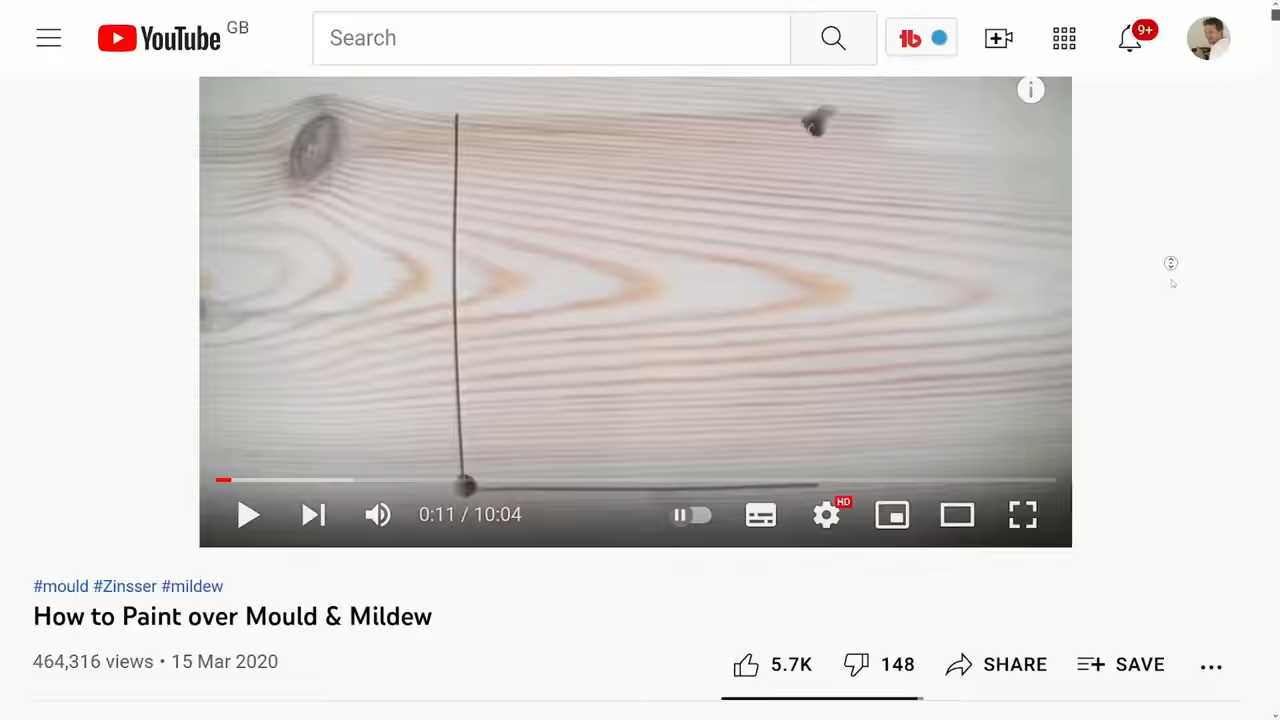 YouTube GB
Search
9+
i
0:11 / 10:04
HD
#mould #Zinsser #mildew
How to Paint over Mould & Mildew
464,316 views • 15 Mar 2020
5.7K 148 SHARE SAVE ...